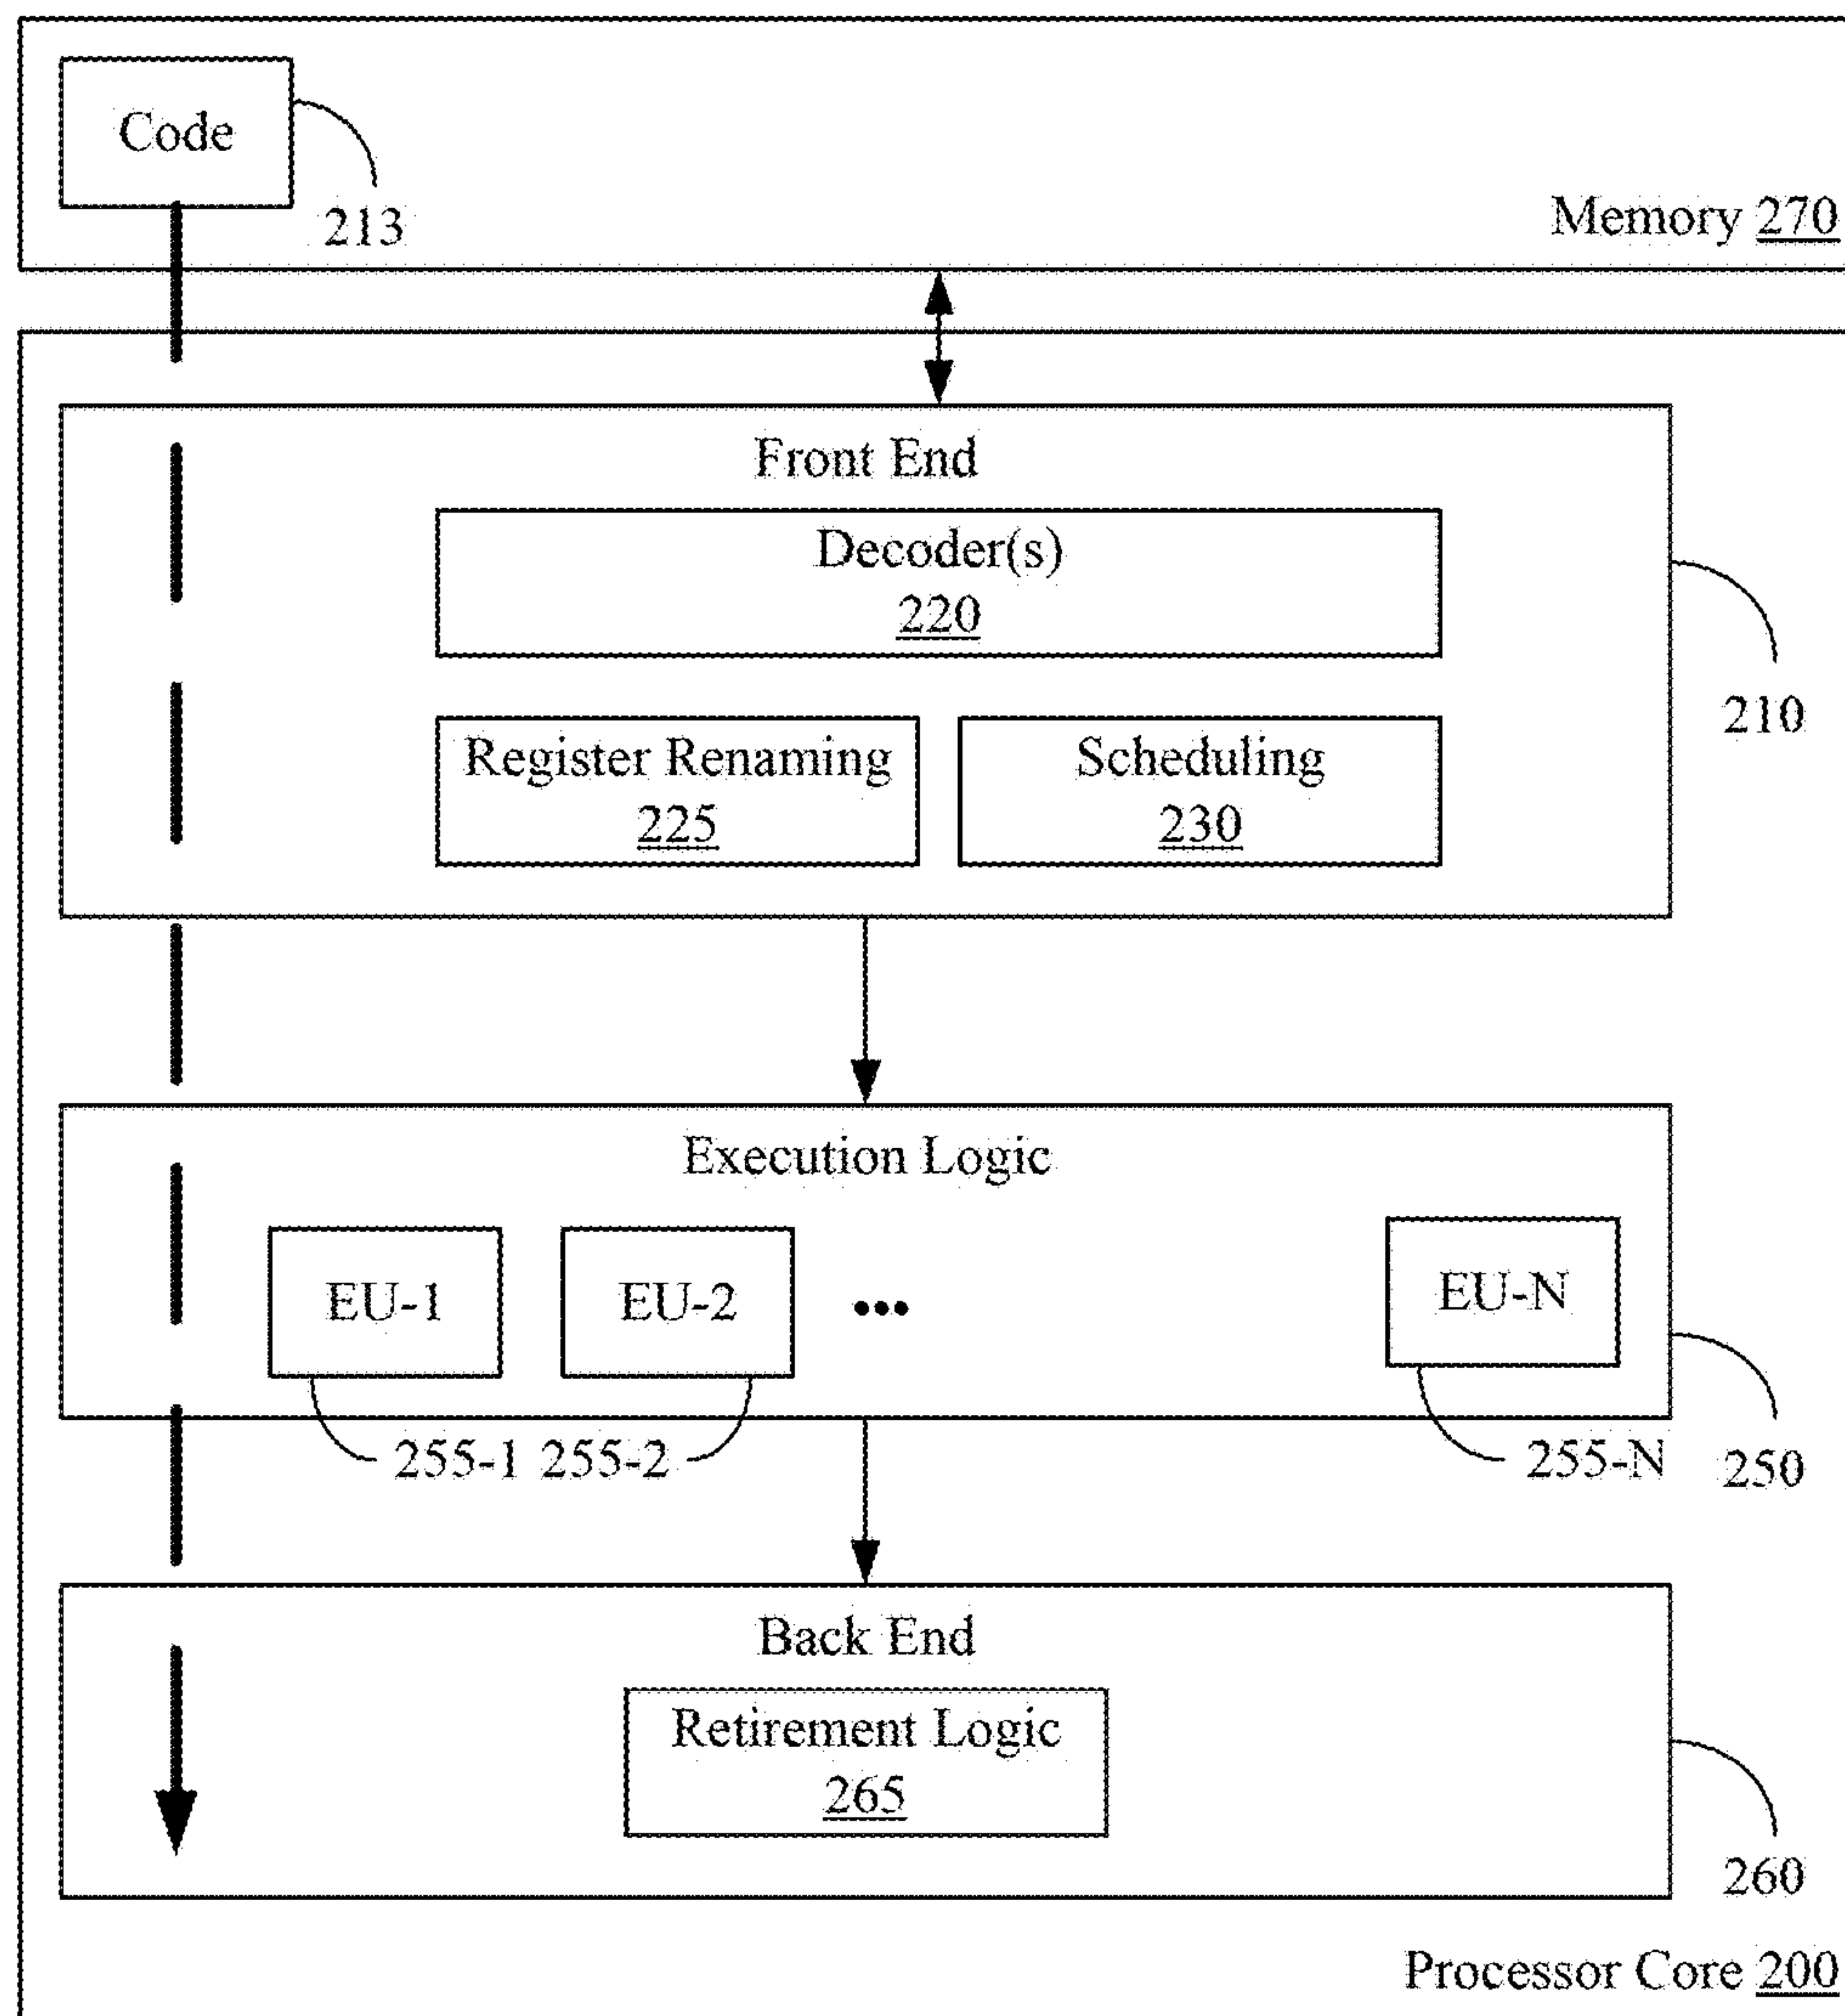 Code
213
Memory 270
Front End
Decoder(s)
220
210
Register Renaming
225
Scheduling
230
Execution Logic
EU-1
EU-2
...
EU-N
255-1
255-2
255-N
250
Back End
Retirement Logic
265
260
Processor Core 200